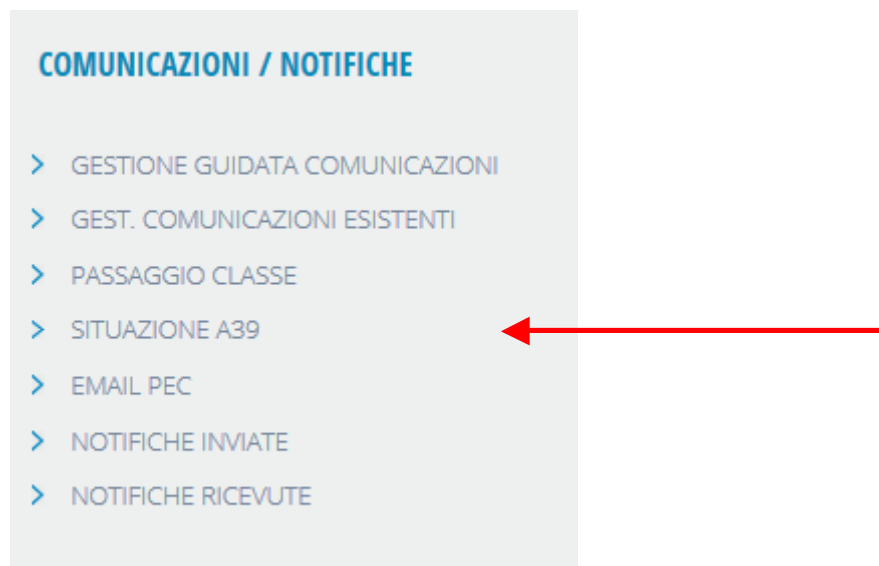 COMUNICAZIONI / NOTIFICHE
GESTIONE GUIDATA COMUNICAZIONI
GEST. COMUNICAZIONI ESISTENTI
PASSAGGIO CLASSE
SITUAZIONE A39
EMAIL PEC
NOTIFICHE INVIATE
NOTIFICHE RICEVUTE